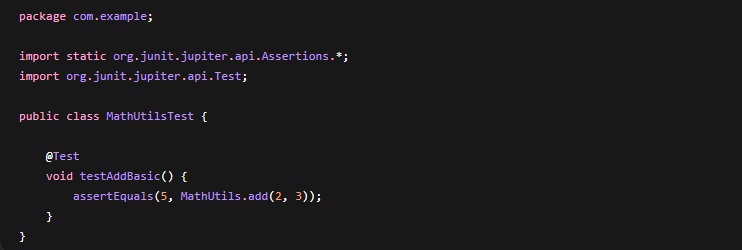 package com.example;
import static org.junit.jupiter.api.Assertions.*;
import org.junit.jupiter.api.Test;
public class MathUtilsTest {
    @Test
    void testAddBasic() {
        assertEquals(5, MathUtils.add(2, 3));
    }
}